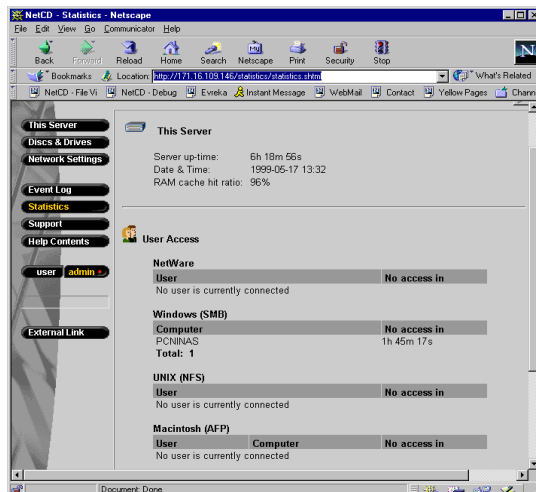 NetCD - Statistics - Netscape
File Edit View Go Communicator Help
Back Forward Reload Home Search Netscape Print Security Stop
Bookmarks Location: http://171.16.109.146/statistics/statistics.shtm What's Related
NetCD - File Vi NetCD - Debug Evreka Instant Message WebMail Contact Yellow Pages Chann
This Server
Discs & Drives
Network Settings
Event Log
Statistics
Support
Help Contents
user admin
External Link
This Server
Server up-time: 6h 18m 56s
Date & Time: 1999-05-17 13:32
RAM cache hit ratio: 96%
User Access
NetWare
User No access in
No user is currently connected
Windows (SMB)
Computer No access in
PCNINAS 1h 45m 17s
Total: 1
UNIX (NFS)
User No access in
No user is currently connected
Macintosh (AFP)
User Computer No access in
No user is currently connected
Document: Done